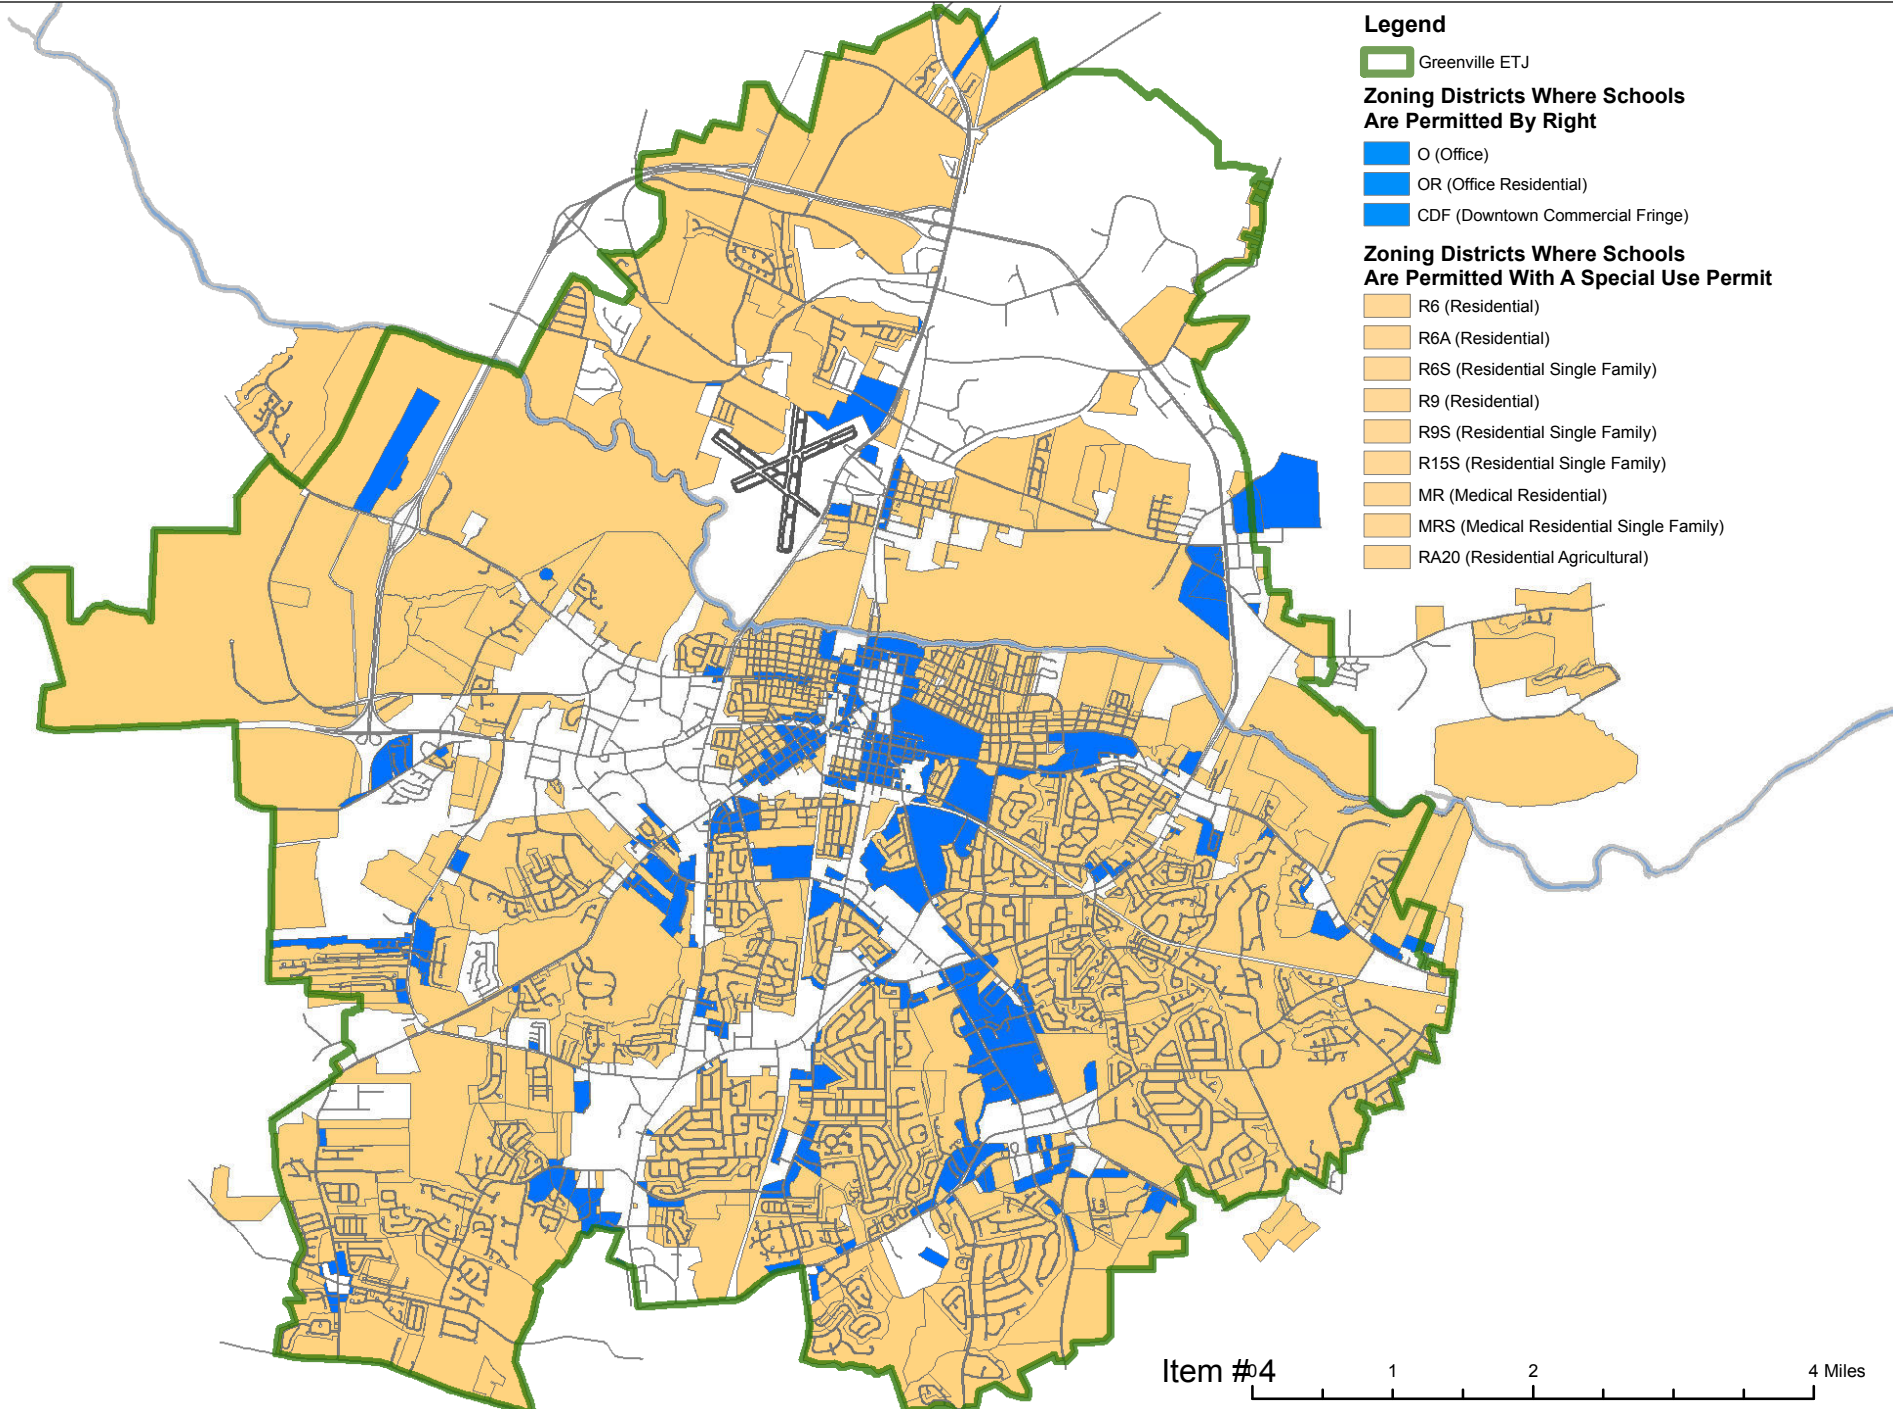 Legend
Greenville ETJ
Zoning Districts Where Schools
Are Permitted By Right
O (Office)
OR (Office Residential)
CDF (Downtown Commercial Fringe)
Zoning Districts Where Schools
Are Permitted With A Special Use Permit
R6 (Residential)
R6A (Residential)
R6S (Residential Single Family)
R9 (Residential)
R9S (Residential Single Family)
R15S (Residential Single Family)
MR (Medical Residential)
MRS (Medical Residential Single Family)
RA20 (Residential Agricultural)
Item # 4
0 1 2 4 Miles